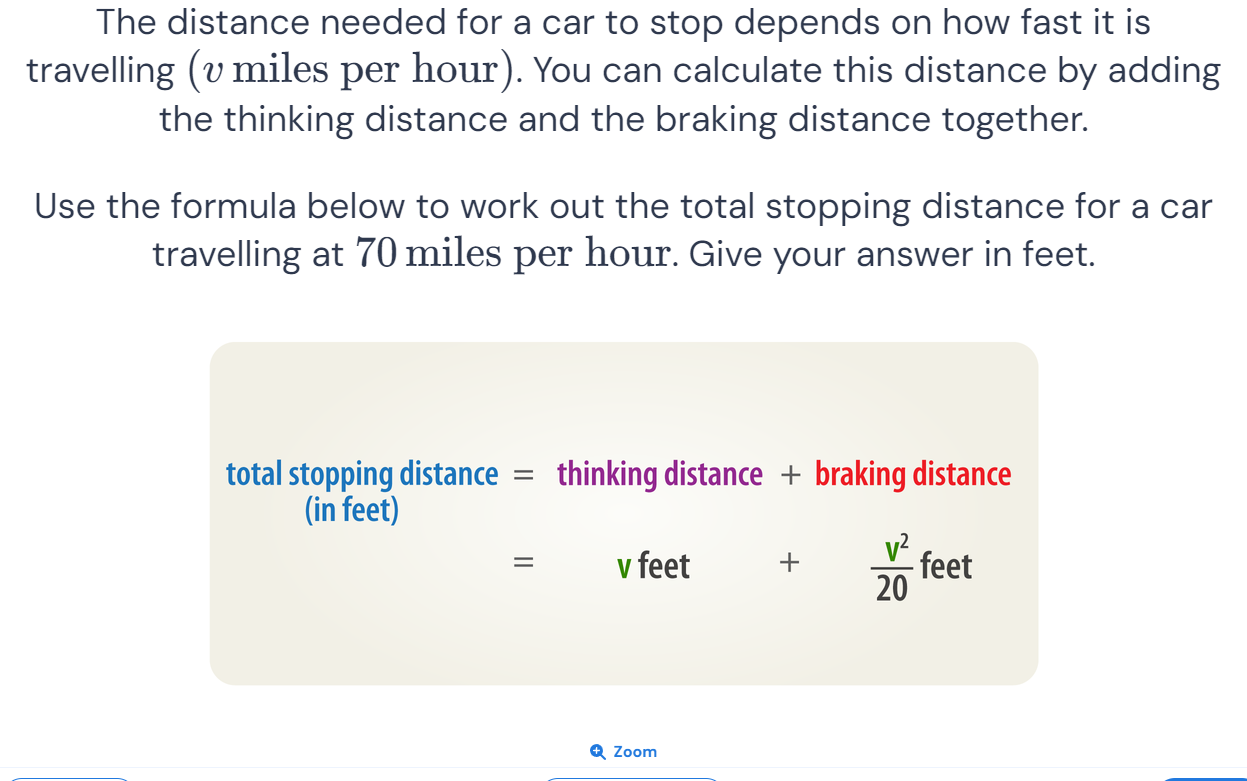 The distance needed for a car to stop depends on how fast it is
travelling (v miles per hour). You can calculate this distance by adding
the thinking distance and the braking distance together.
Use the formula below to work out the total stopping distance for a car
travelling at 70 miles per hour. Give your answer in feet.
total stopping distance = thinking distance + braking distance
(in feet)
= v feet + v²/20 feet
Zoom